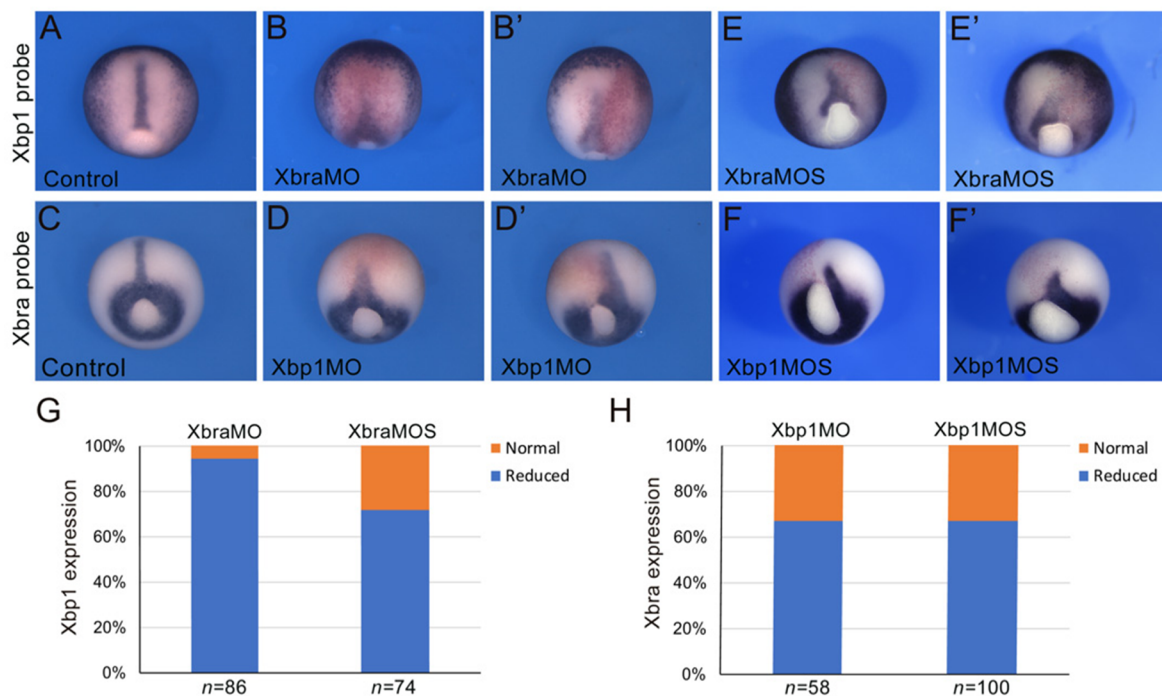 A B B’ E E’
Xbp1 probe
Control XbraMO XbraMO XbraMOS XbraMOS
C D D’ F F’
Xbra probe
Control Xbp1MO Xbp1MO Xbp1MOS Xbp1MOS
G
XbraMO XbraMOS
100%
80%
60%
40%
20%
0%
Xbp1 expression
Normal
Reduced
n=86 n=74
H
Xbp1MO Xbp1MOS
100%
80%
60%
40%
20%
0%
Xbra expression
Normal
Reduced
n=58 n=100